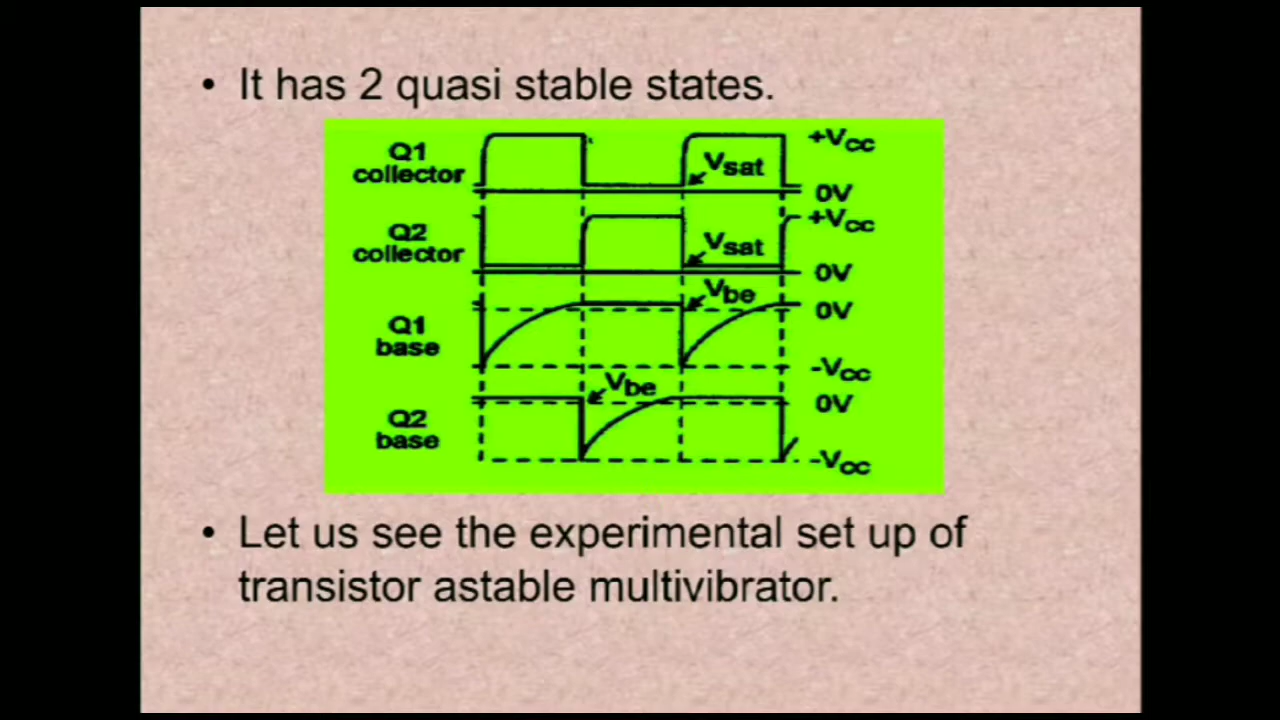 • It has 2 quasi stable states.
Q1
collector
+Vcc
Vsat
0V
Q2
collector
+Vcc
Vsat
0V
Q1
base
Vbe
0V
-Vcc
Q2
base
Vbe
0V
-Vcc
• Let us see the experimental set up of
transistor astable multivibrator.